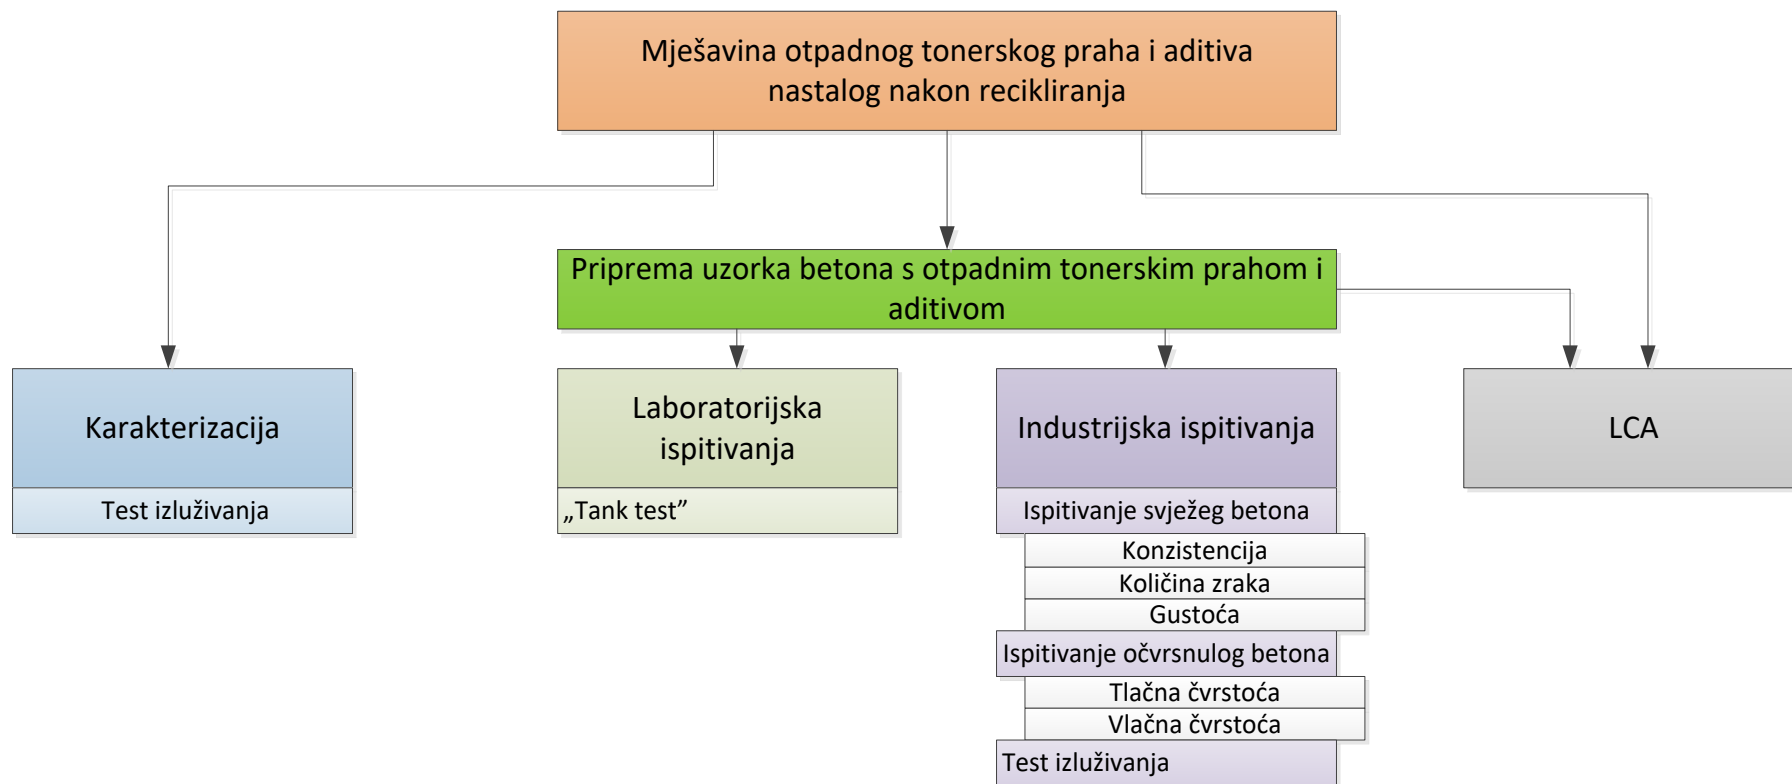 Mješavina otpadnog tonerskog praha i aditiva
nastalog nakon recikliranja
Priprema uzorka betona s otpadnim tonerskim prahom i
aditivom
Karakterizacija
Test izluživanja
Laboratorijska
ispitivanja
„Tank test”
Industrijska ispitivanja
Ispitivanje svježeg betona
Konzistencija
Količina zraka
Gustoća
Ispitivanje očvrsnulog betona
Tlačna čvrstoća
Vlačna čvrstoća
Test izluživanja
LCA